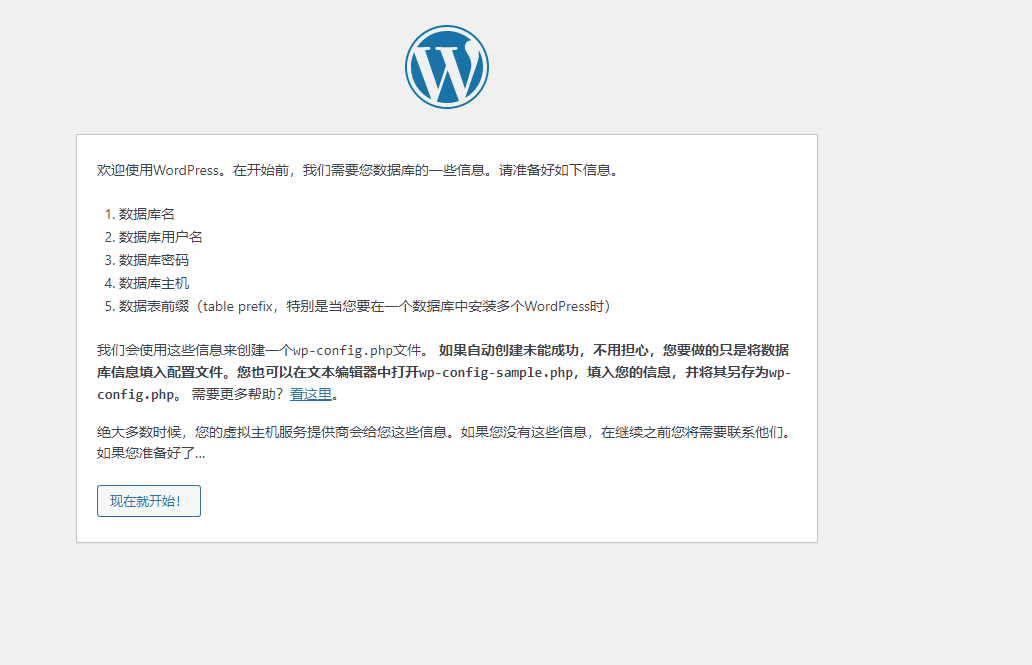 欢迎使用WordPress。在开始前，我们需要您数据库的一些信息。请准备好如下信息。
1. 数据库名
2. 数据库用户名
3. 数据库密码
4. 数据库主机
5. 数据表前缀（table prefix，特别是当您要在一个数据库中安装多个WordPress时）
我们会使用这些信息来创建一个wp-config.php文件。 如果自动创建未能成功，不用担心，您要做的只是将数据
库信息填入配置文件。您也可以在文本编辑器中打开wp-config-sample.php，填入您的信息，并将其另存为wp-
config.php。 需要更多帮助？看这里。
绝大多数时候，您的虚拟主机服务提供商会给您这些信息。如果您没有这些信息，在继续之前您将需要联系他们。
如果您准备好了…
现在就开始！